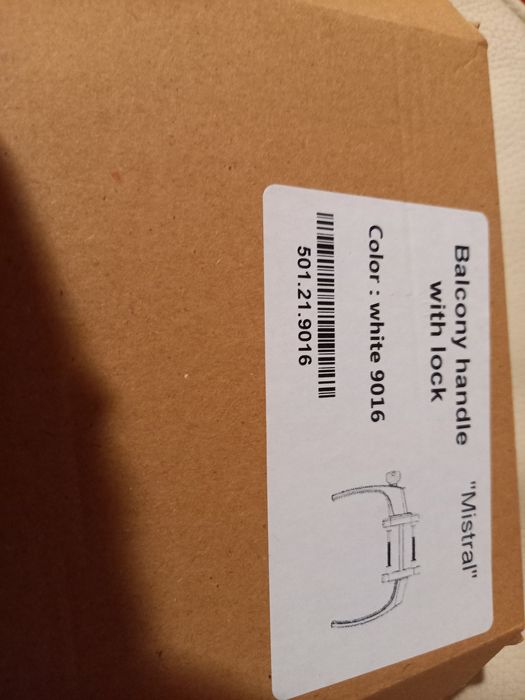 Balcony handle "Mistral"
with lock
Color : white 9016
501.21.9016